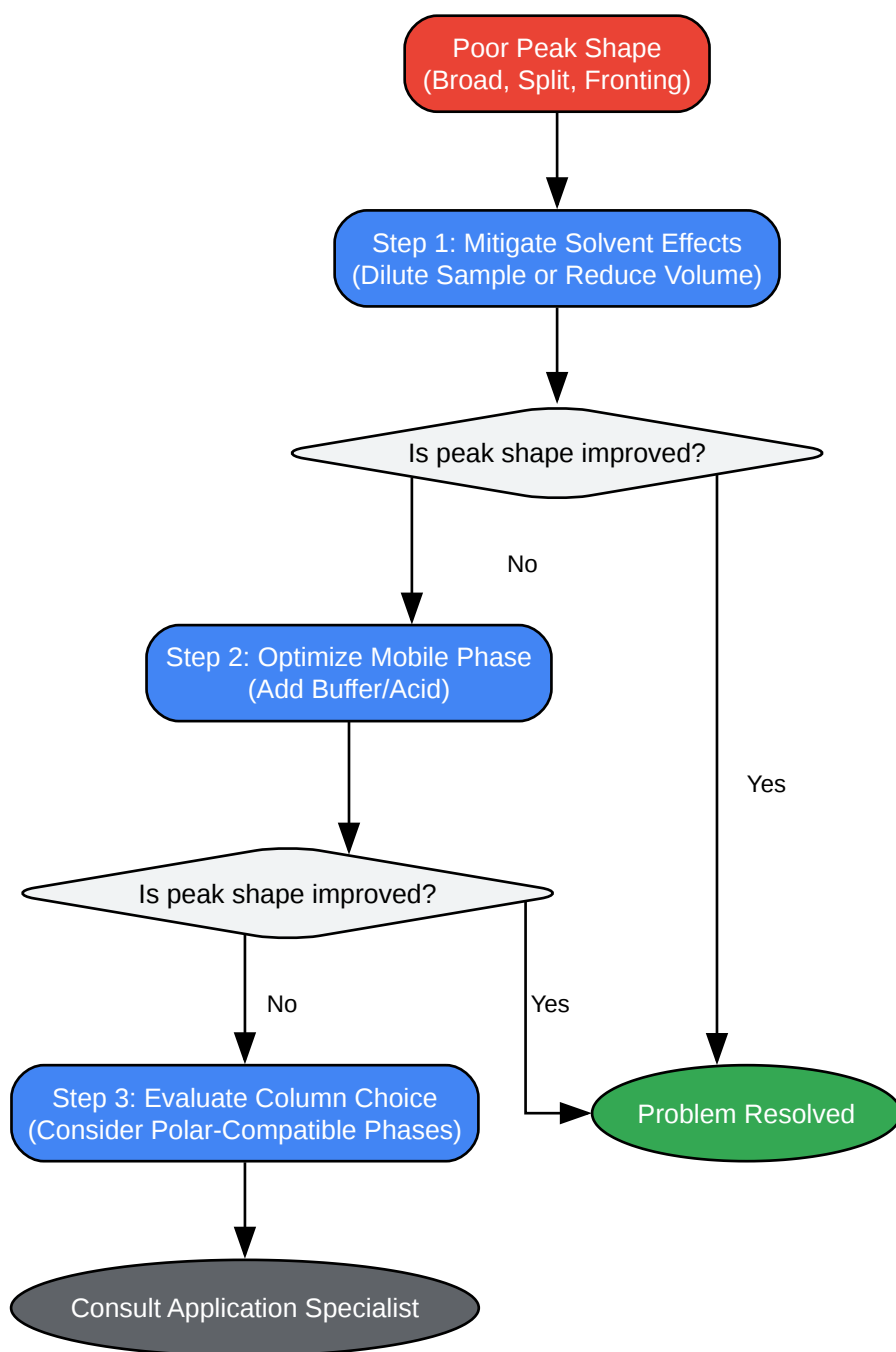 Poor Peak Shape
(Broad, Split, Fronting)
Step 1: Mitigate Solvent Effects
(Dilute Sample or Reduce Volume)
Is peak shape improved?
No
Step 2: Optimize Mobile Phase
(Add Buffer/Acid)
Yes
Is peak shape improved?
No
Yes
Step 3: Evaluate Column Choice
(Consider Polar-Compatible Phases)
Problem Resolved
Consult Application Specialist